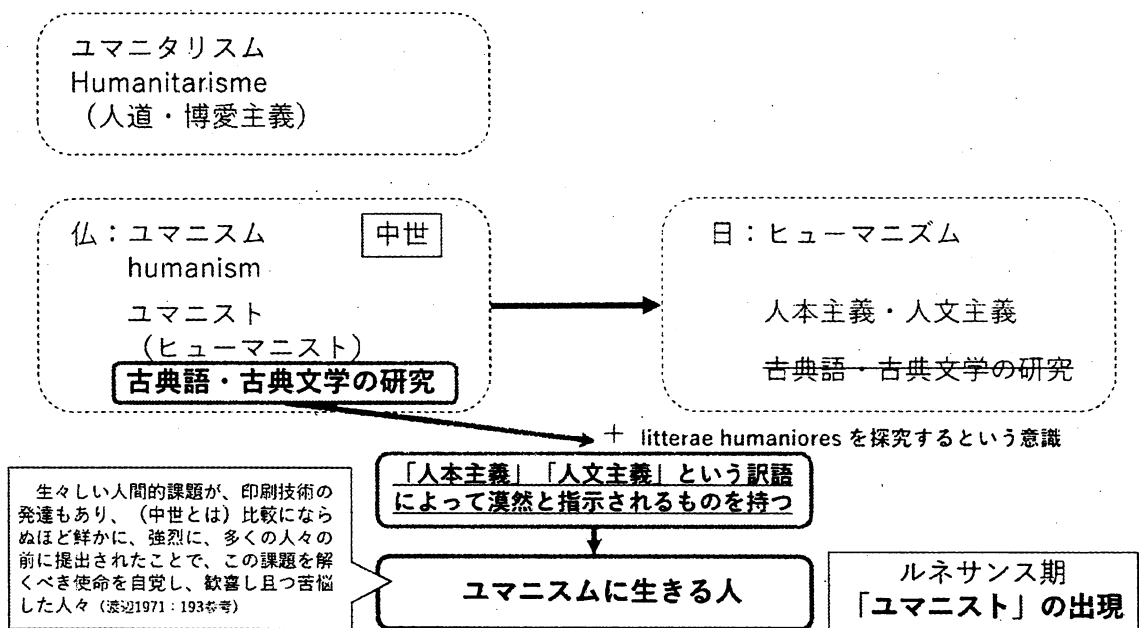 ユマニタリスム
Humanitarisme
（人道・博愛主義）
仏：ユマニスム
humanism
中世
ユマニスト
（ヒューマニスト）
古典語・古典文学の研究
日：ヒューマニズム
人本主義・人文主義
古典語・古典文学の研究
＋ litterae humaniores を探究するという意識
「人本主義」「人文主義」という訳語
によって漠然と指示されるものを持つ
生々しい人間的課題が、印刷技術の
発達もあり、（中世とは）比較になら
ぬほど鮮かに、強烈に、多くの人々の
前に提出されたことで、この課題を解
くべき使命を自覚し、歓喜し且つ苦悩
した人々（渡辺1971：193参考）
ユマニスムに生きる人
ルネサンス期
「ユマニスト」の出現